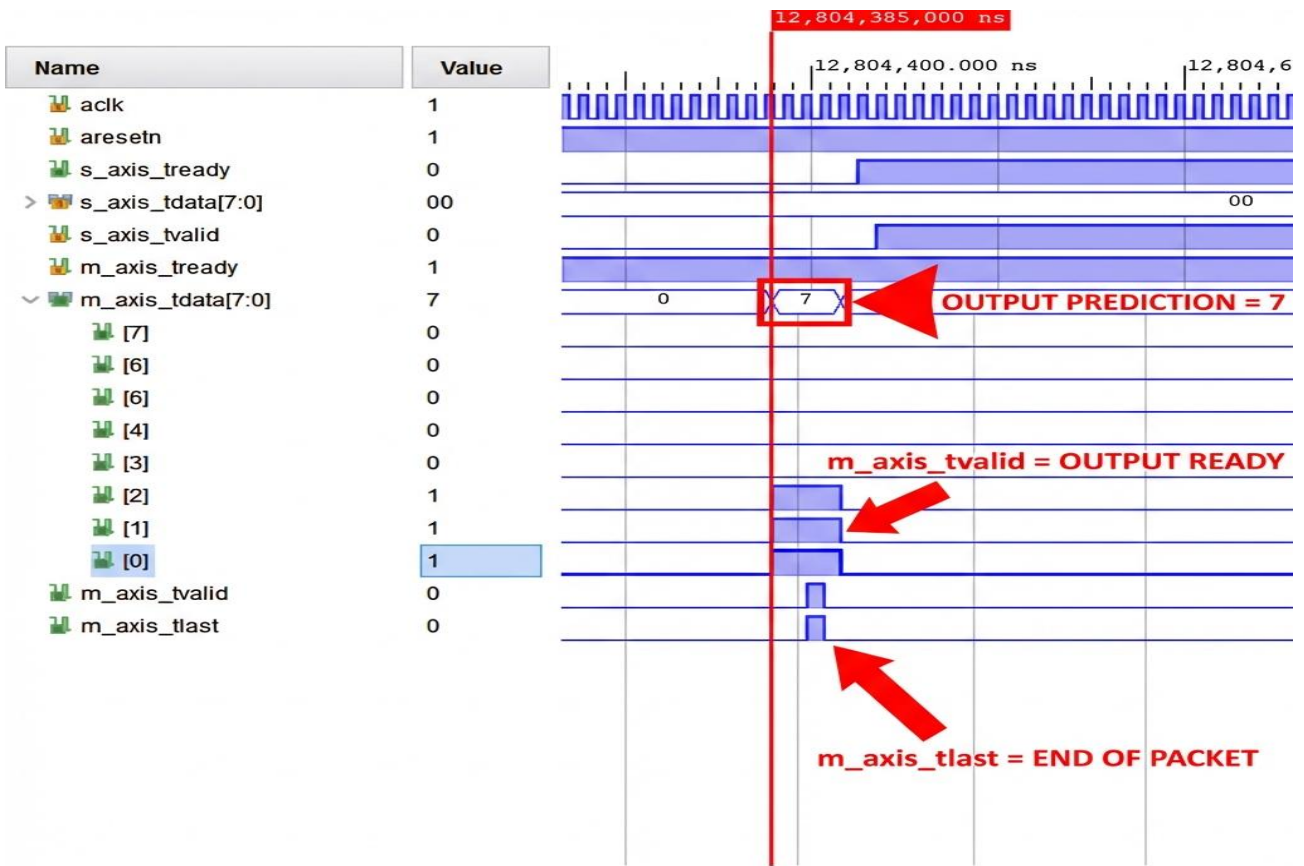 12,804,385,000 ns
Name Value
12,804,400.000 ns 12,804,6
aclk 1
aresetn 1
s_axis_tready 0
s_axis_tdata[7:0] 00 00
s_axis_tvalid 0
m_axis_tready 1
m_axis_tdata[7:0] 7 0 7 OUTPUT PREDICTION = 7
[7] 0
[6] 0
[6] 0
[4] 0
[3] 0
m_axis_tvalid = OUTPUT READY
[2] 1
[1] 1
[0] 1
m_axis_tvalid 0
m_axis_tlast 0
m_axis_tlast = END OF PACKET